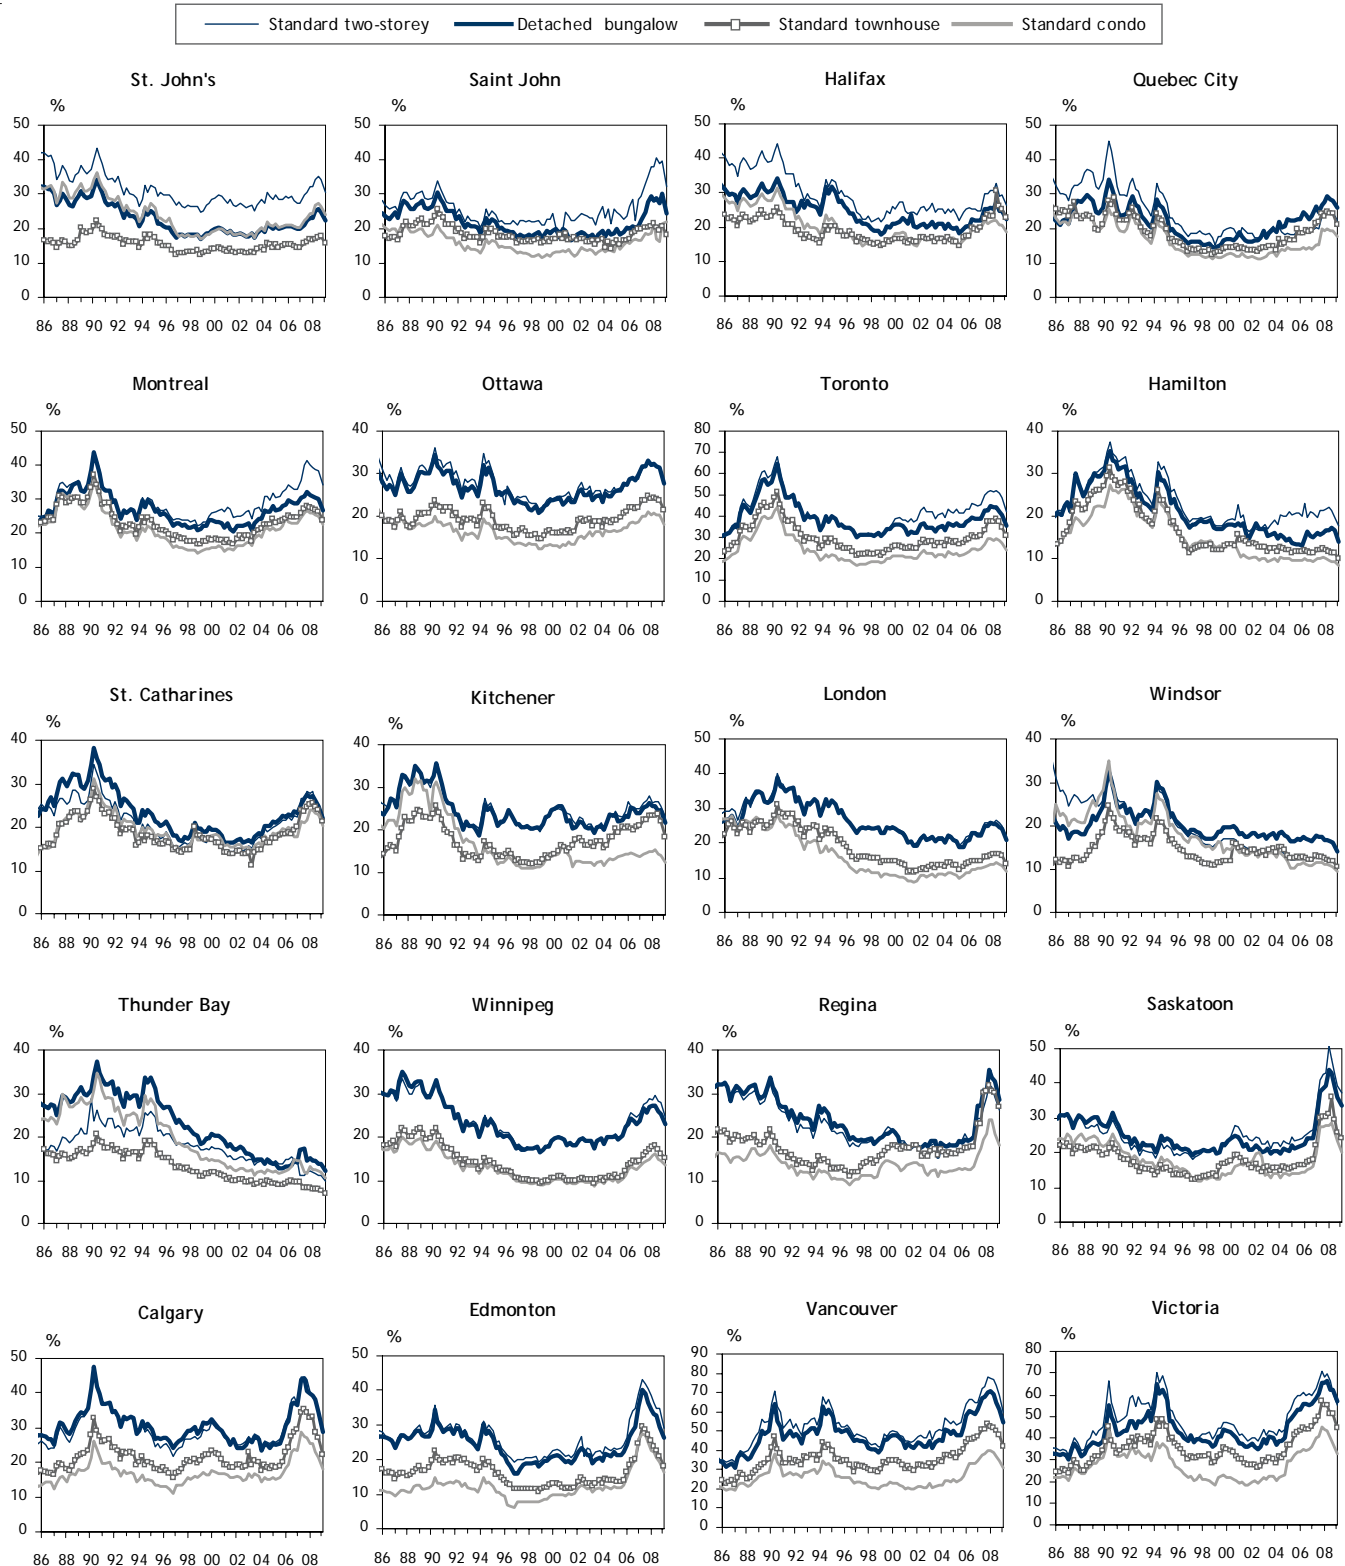 Standard two-storey Detached bungalow Standard townhouse Standard condo
St. John's Saint John Halifax Quebec City
% % % %
50 50 50 50
40 40 40 40
30 30 30 30
20 20 20 20
10 10 10 10
0 0 0 0
86 88 90 92 94 96 98 00 02 04 06 08 86 88 90 92 94 96 98 00 02 04 06 08 86 88 90 92 94 96 98 00 02 04 06 08 86 88 90 92 94 96 98 00 02 04 06 08
Montreal Ottawa Toronto Hamilton
% % % %
50 40 80 40
70
40 60
30 30
30 50
20 40 20
20 30
10 10 20 10
10
0 0 0 0
86 88 90 92 94 96 98 00 02 04 06 08 86 88 90 92 94 96 98 00 02 04 06 08 86 88 90 92 94 96 98 00 02 04 06 08 86 88 90 92 94 96 98 00 02 04 06 08
St. Catharines Kitchener London Windsor
% % % %
40 40 50 40
40
30 30 30
30
20 20 20
20
10 10 10 10
0 0 0 0
86 88 90 92 94 96 98 00 02 04 06 08 86 88 90 92 94 96 98 00 02 04 06 08 86 88 90 92 94 96 98 00 02 04 06 08 86 88 90 92 94 96 98 00 02 04 06 08
Thunder Bay Winnipeg Regina Saskatoon
% % % %
40 40 40 50
40
30 30 30
30
20 20 20
20
10 10 10 10
0 0 0 0
86 88 90 92 94 96 98 00 02 04 06 08 86 88 90 92 94 96 98 00 02 04 06 08 86 88 90 92 94 96 98 00 02 04 06 08 86 88 90 92 94 96 98 00 02 04 06 08
Calgary Edmonton Vancouver Victoria
% % % %
50 50 90 80
80 70
40 40 70 60
60
30 30 50 50
40
20 20 40 30
30
10 10 20 20
10 10
0 0 0 0
86 88 90 92 94 96 98 00 02 04 06 08 86 88 90 92 94 96 98 00 02 04 06 08 86 88 90 92 94 96 98 00 02 04 06 08 86 88 90 92 94 96 98 00 02 04 06 08